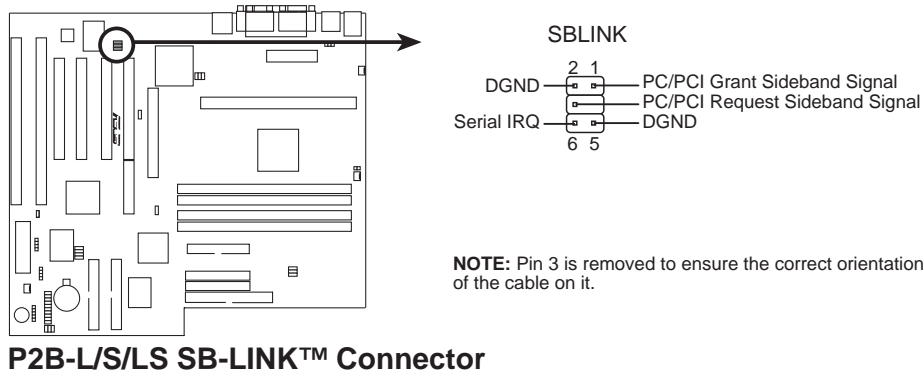 SBLINK
2 1
DGND
PC/PCI Grant Sideband Signal
PC/PCI Request Sideband Signal
Serial IRQ
DGND
6 5
NOTE: Pin 3 is removed to ensure the correct orientation
of the cable on it.
P2B-L/S/LS SB-LINK™ Connector